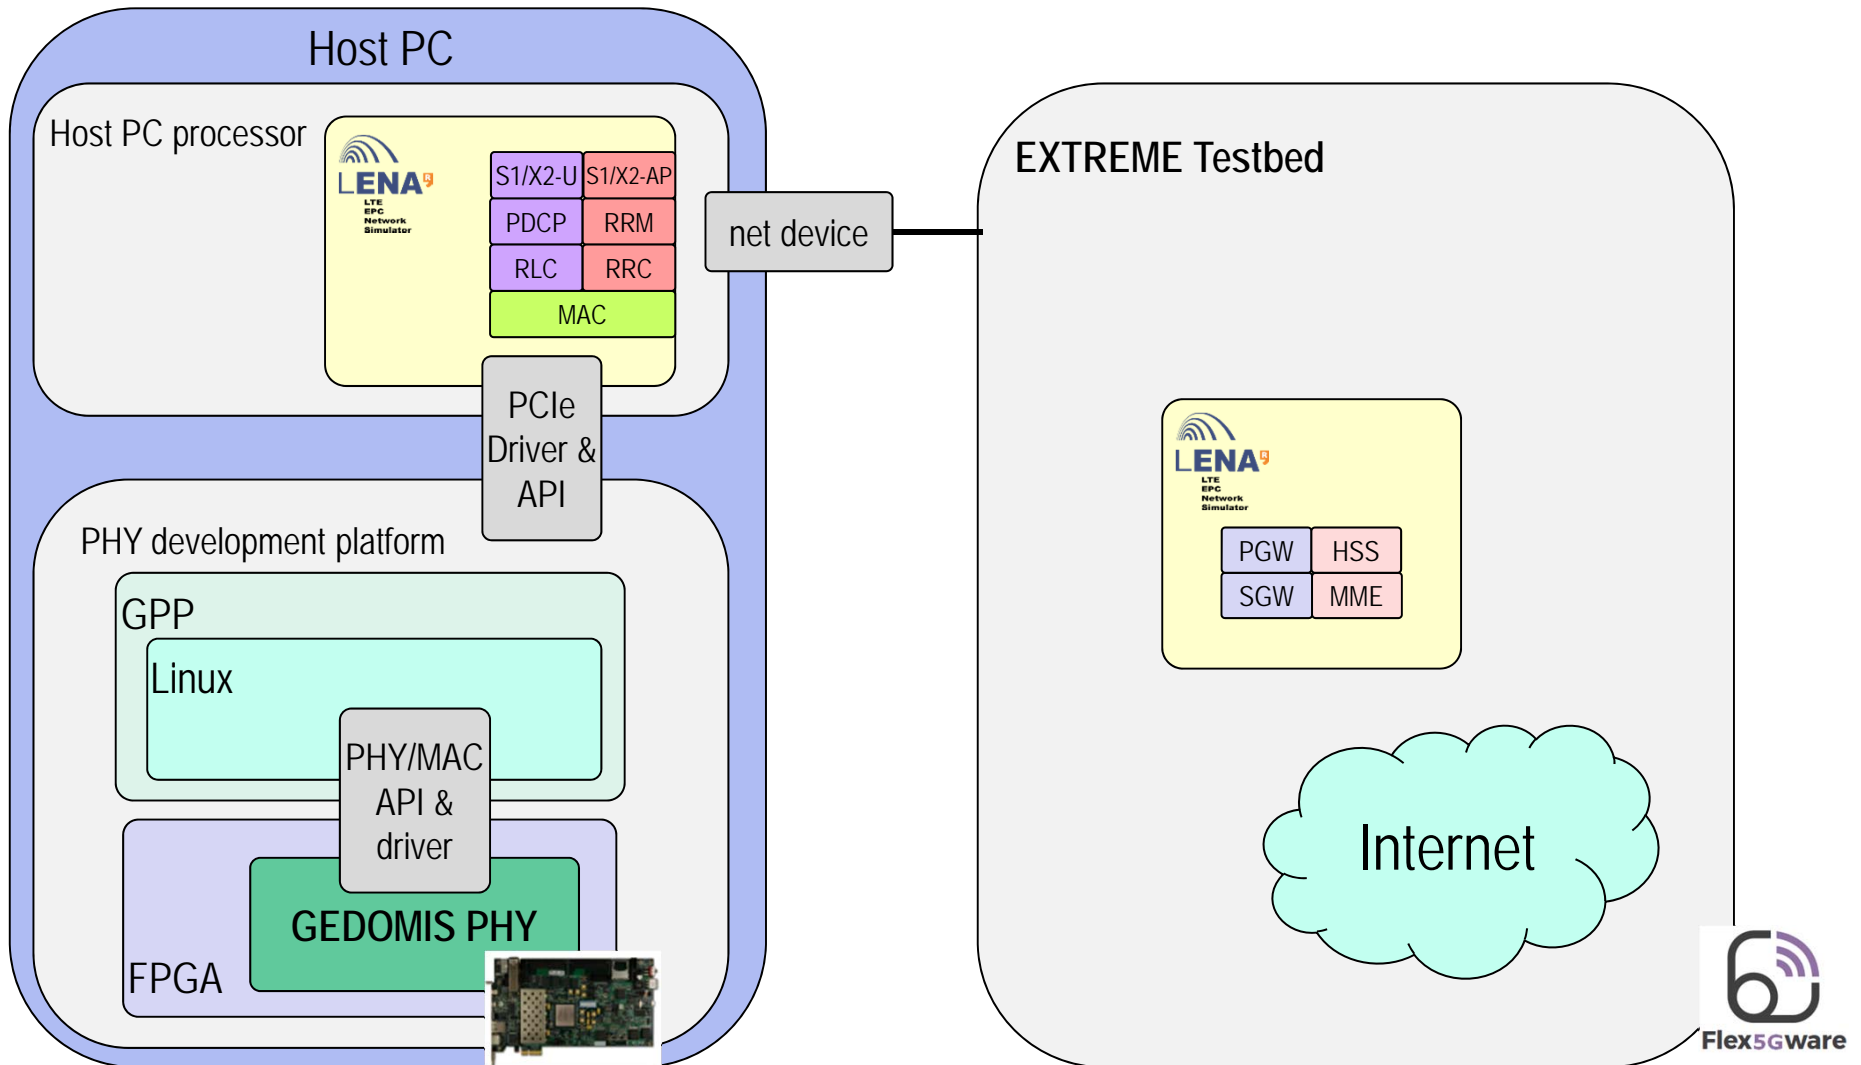 Host PC
Host PC processor
LENA
LTE
EPC
Network
Simulator
S1/X2-U S1/X2-AP
PDCP RRM
RLC RRC
MAC
net device
PCIe
Driver &
API
PHY development platform
GPP
Linux
PHY/MAC
API &
driver
GEDOMIS PHY
FPGA
EXTREME Testbed
LENA
LTE
EPC
Network
Simulator
PGW HSS
SGW MME
Internet
Flex5Gware